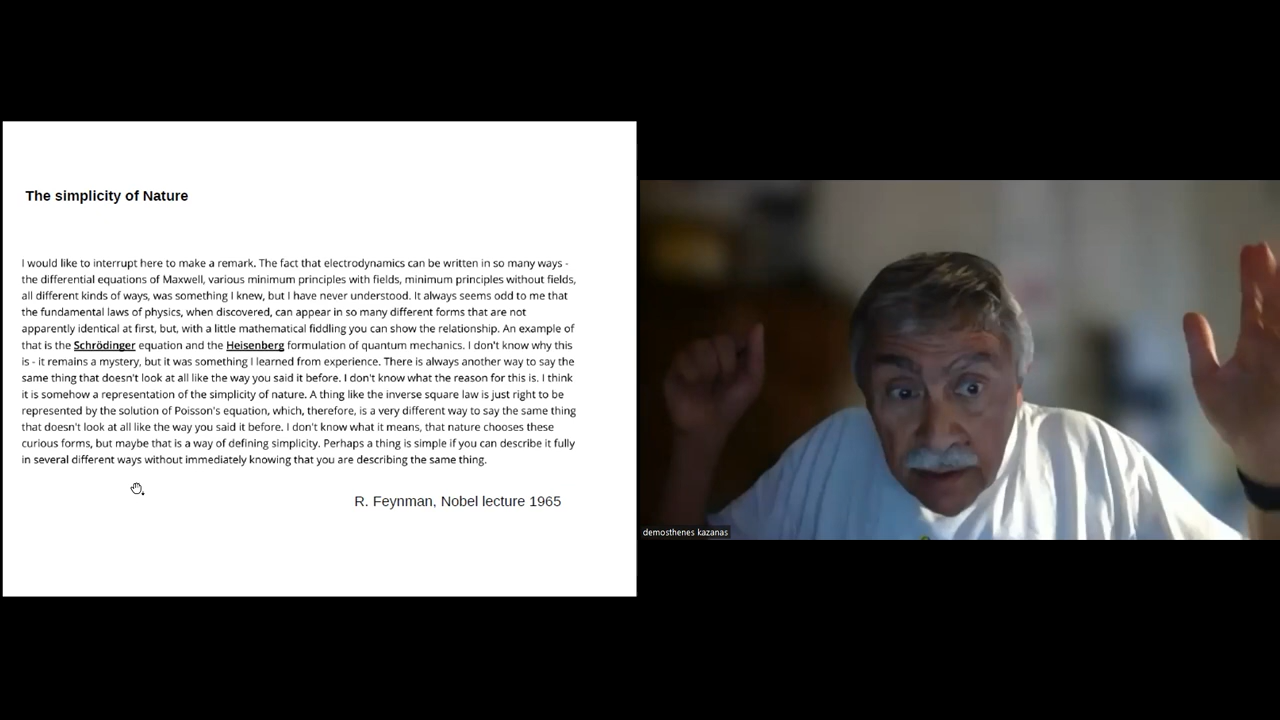 The simplicity of Nature
I would like to interrupt here to make a remark. The fact that electrodynamics can be written in so many ways -
the differential equations of Maxwell, various minimum principles with fields, minimum principles without fields,
all different kinds of ways, was something I knew, but I have never understood. It always seems odd to me that
the fundamental laws of physics, when discovered, can appear in so many different forms that are not
apparently identical at first, but, with a little mathematical fiddling you can show the relationship. An example of
that is the Schrödinger equation and the Heisenberg formulation of quantum mechanics. I don't know why this
is - it remains a mystery, but it was something I learned from experience. There is always another way to say the
same thing that doesn't look at all like the way you said it before. I don't know what the reason for this is. I think
it is somehow a representation of the simplicity of nature. A thing like the inverse square law is just right to be
represented by the solution of Poisson's equation, which, therefore, is a very different way to say the same thing
that doesn't look at all like the way you said it before. I don't know what it means, that nature chooses these
curious forms, but maybe that is a way of defining simplicity. Perhaps a thing is simple if you can describe it fully
in several different ways without immediately knowing that you are describing the same thing.
R. Feynman, Nobel lecture 1965
demosthenes kazanas